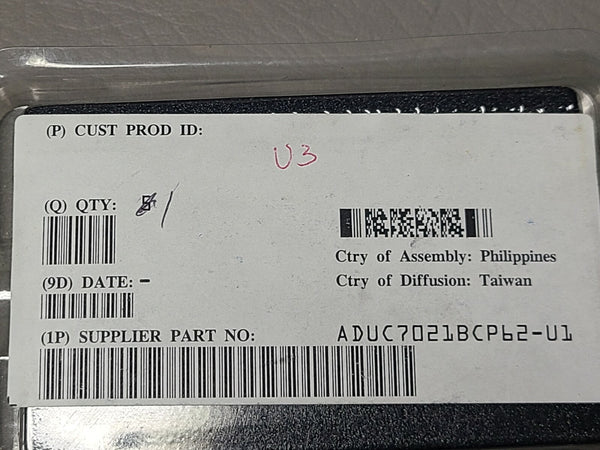 (P) CUST PROD ID:
U3
(Q) QTY: 1
(9D) DATE: -
Ctry of Assembly: Philippines
Ctry of Diffusion: Taiwan
(1P) SUPPLIER PART NO: ADUC7021BCP62-U1